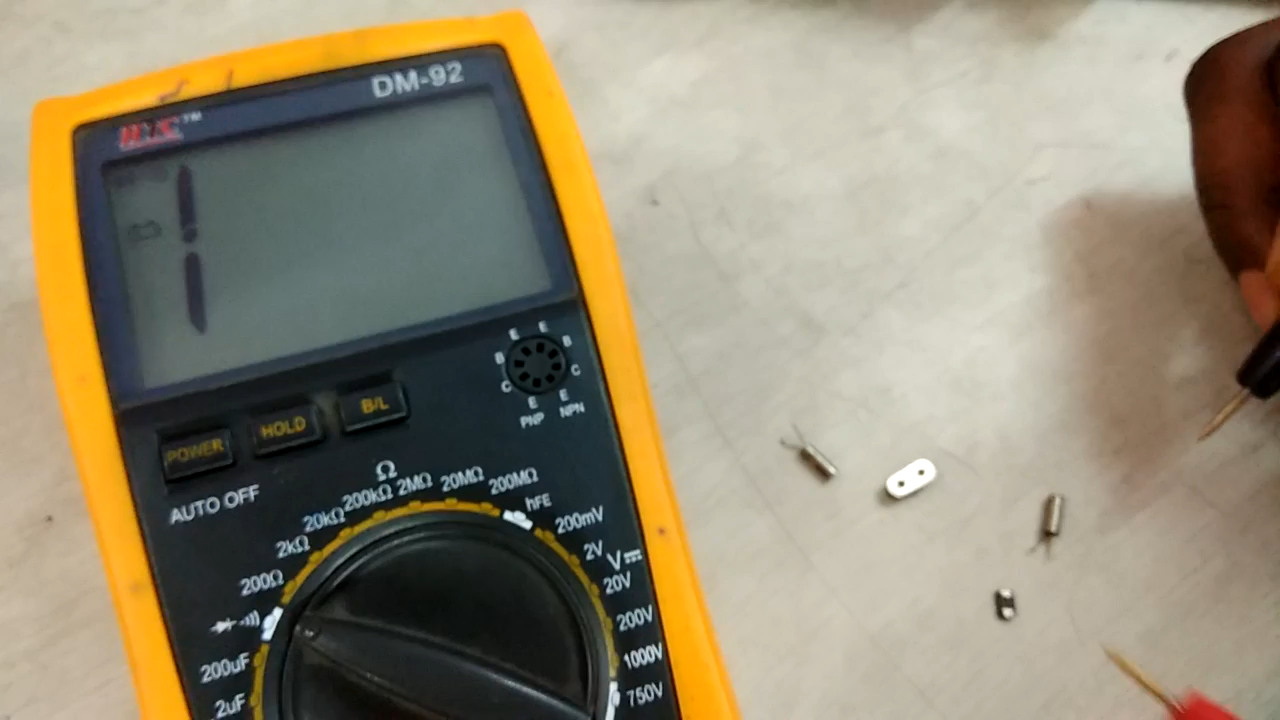 DM-92
1
E E
B B
C C
E E
PNP NPN
POWER HOLD B/L
AUTO OFF
Ω
200Ω 2kΩ 20kΩ 200kΩ 2MΩ 20MΩ 200MΩ
hFE
200mV
2V
V
20V
200V
1000V
750V
200uF
2uF